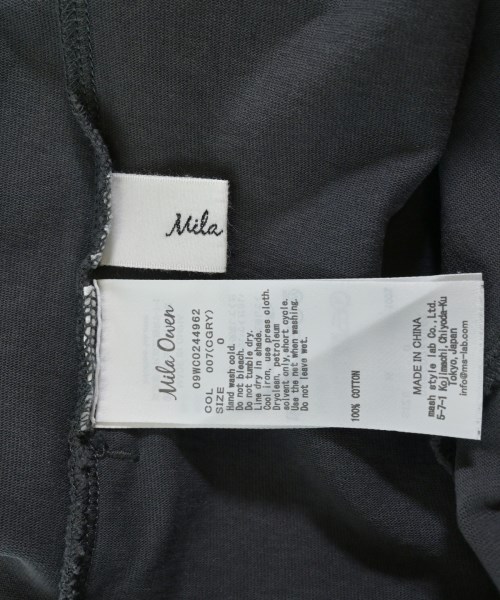 Mila
Mila Owen
09WC0244962
COL 007(CGRY)
SIZE 0
Hand wash cold.
Do not bleach.
Do not tumble dry.
Line dry in shade.
Cool iron, use press cloth.
Dryclean, petroleum
solvent only, short cycle.
Use the net when washing.
Do not leave wet.
100% COTTON
MADE IN CHINA
mash style lab Co., Ltd.
5-7-1 Kojimachi, Chiyoda-Ku
Tokyo, Japan
info@ms-lab.com